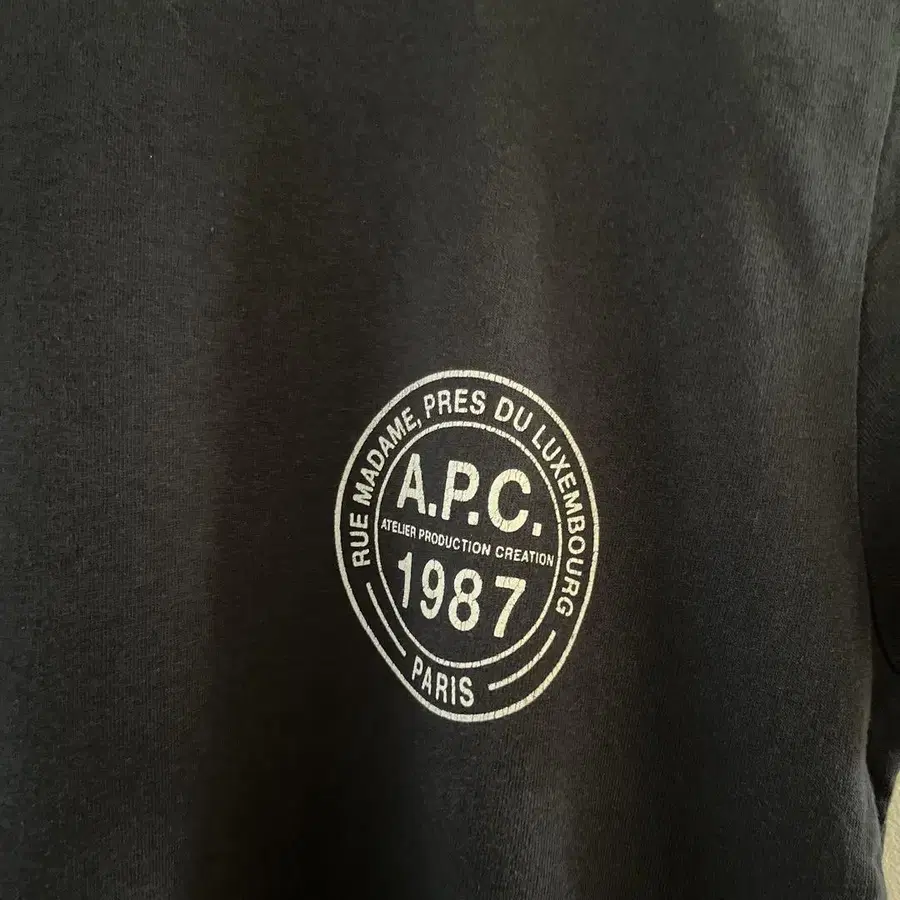 RUE MADAME, PRES DU LUXEMBOURG
A.P.C.
ATELIER PRODUCTION CREATION
1987
PARIS